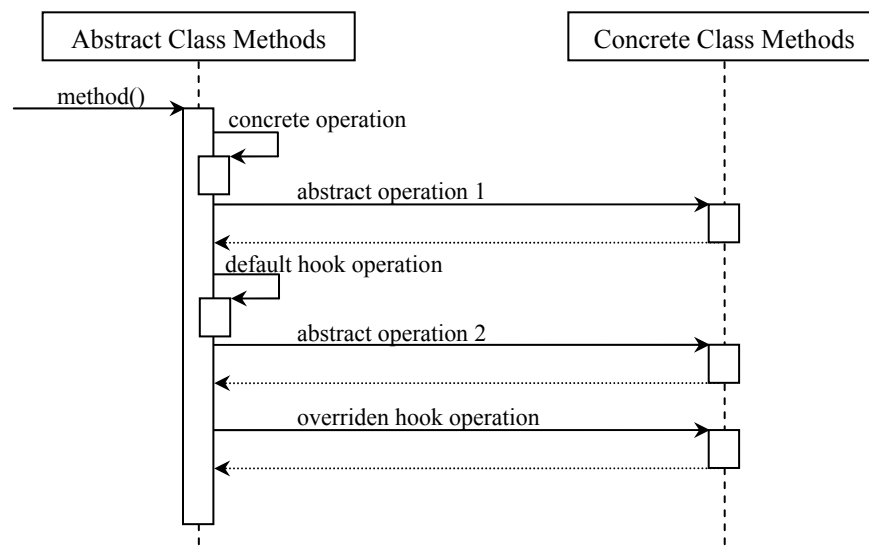 Abstract Class Methods
Concrete Class Methods
method()
concrete operation
abstract operation 1
default hook operation
abstract operation 2
overriden hook operation